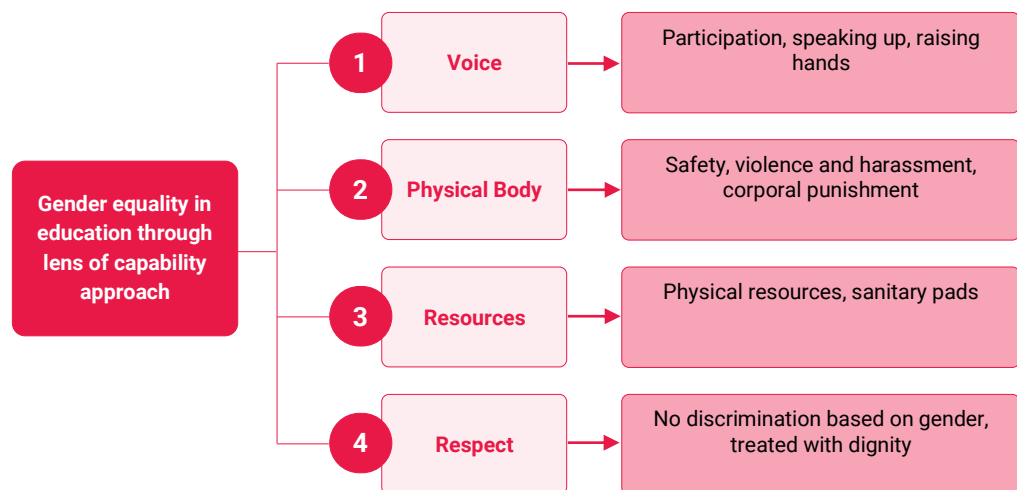 Gender equality in
education through
lens of capability
approach
1
Voice
Participation, speaking up, raising
hands
2
Physical Body
Safety, violence and harassment,
corporal punishment
3
Resources
Physical resources, sanitary pads
4
Respect
No discrimination based on gender,
treated with dignity